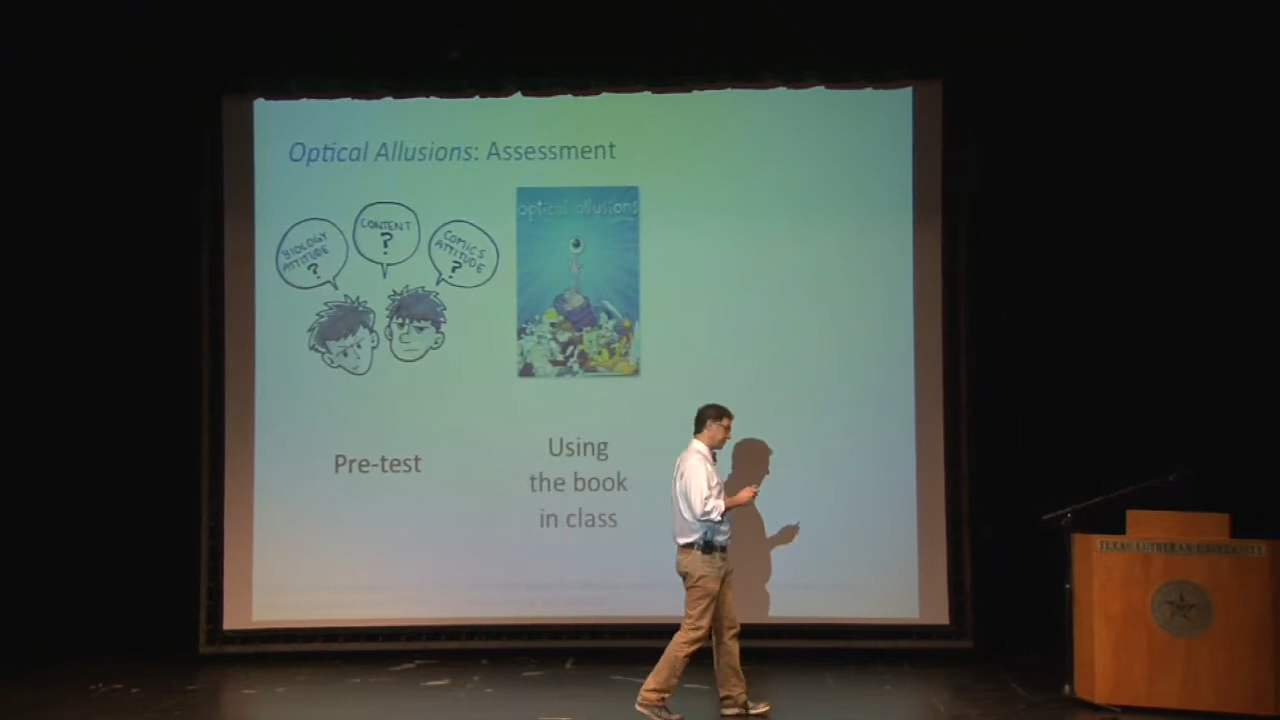 Optical Allusions: Assessment
BIOLOGY
ATTITUDE
?
CONTENT
?
COMICS
ATTITUDE
?
optical allusions
Pre-test
Using
the book
in class
TEXAS LUTHERAN UNIVERSITY